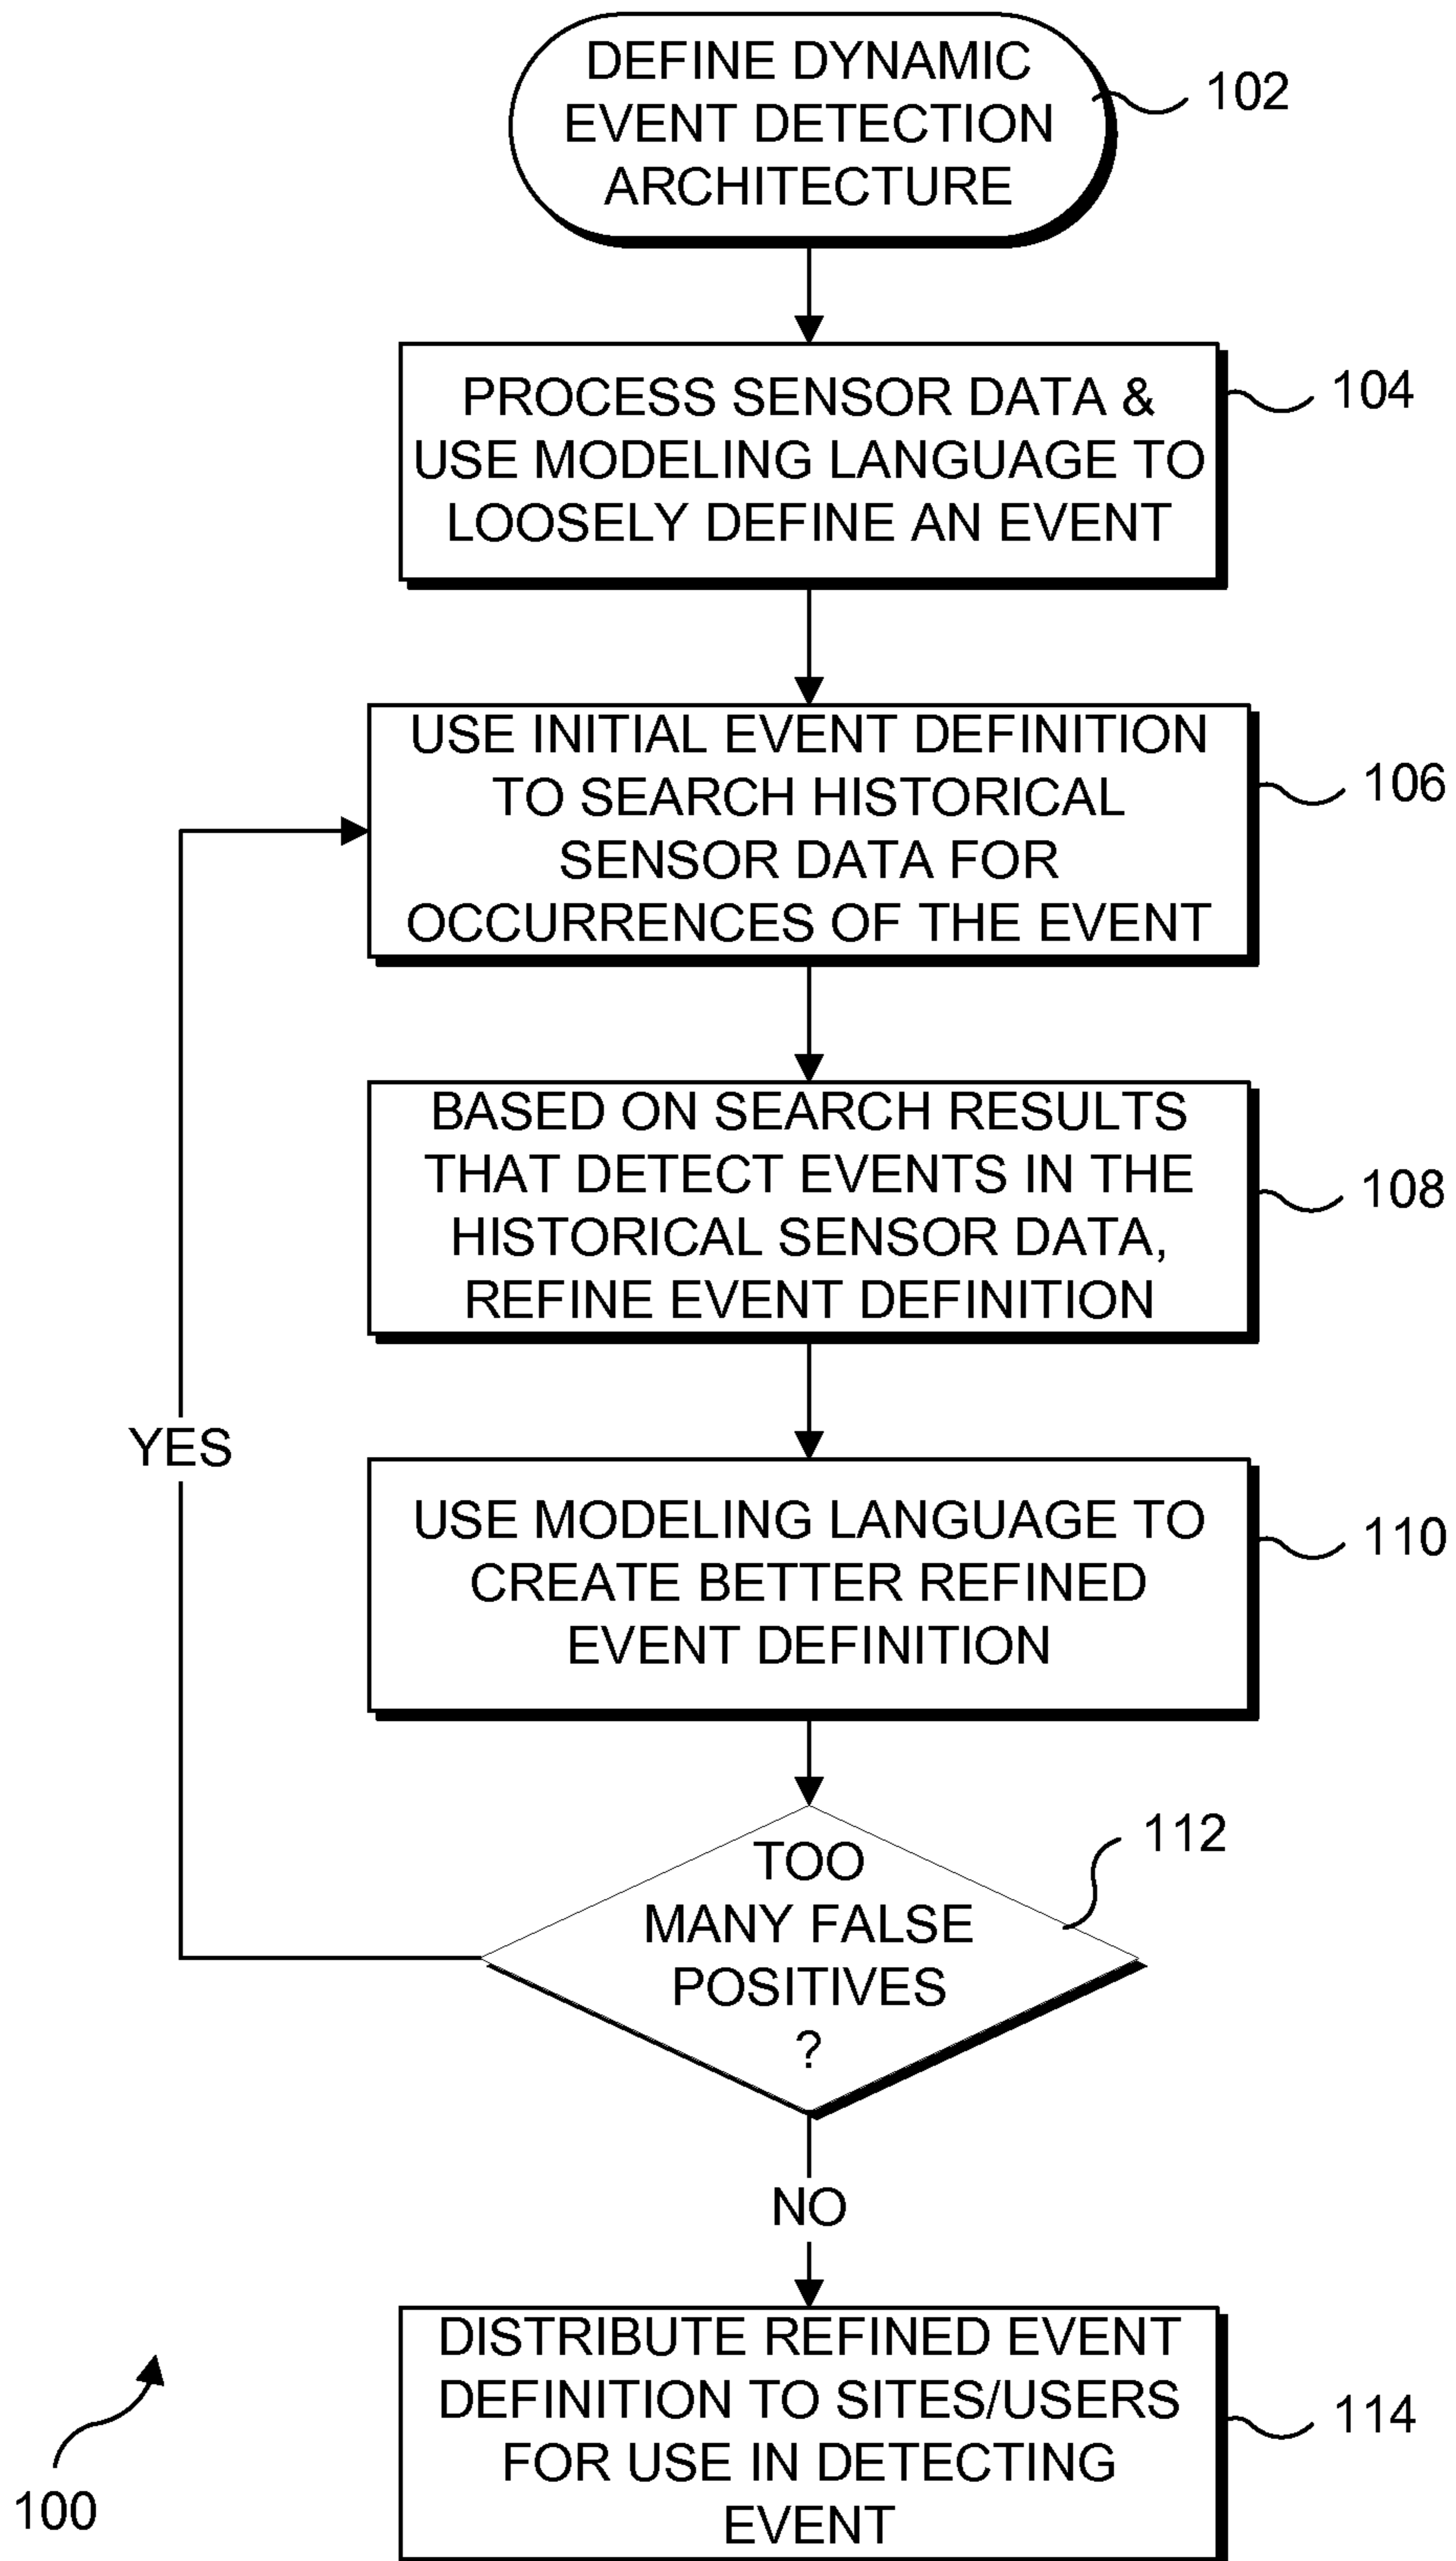 DEFINE DYNAMIC
EVENT DETECTION
ARCHITECTURE
102
PROCESS SENSOR DATA &
USE MODELING LANGUAGE TO
LOOSELY DEFINE AN EVENT
104
USE INITIAL EVENT DEFINITION
TO SEARCH HISTORICAL
SENSOR DATA FOR
OCCURRENCES OF THE EVENT
106
BASED ON SEARCH RESULTS
THAT DETECT EVENTS IN THE
HISTORICAL SENSOR DATA,
REFINE EVENT DEFINITION
108
YES
USE MODELING LANGUAGE TO
CREATE BETTER REFINED
EVENT DEFINITION
110
TOO
MANY FALSE
POSITIVES
?
112
NO
DISTRIBUTE REFINED EVENT
DEFINITION TO SITES/USERS
FOR USE IN DETECTING
EVENT
114
100